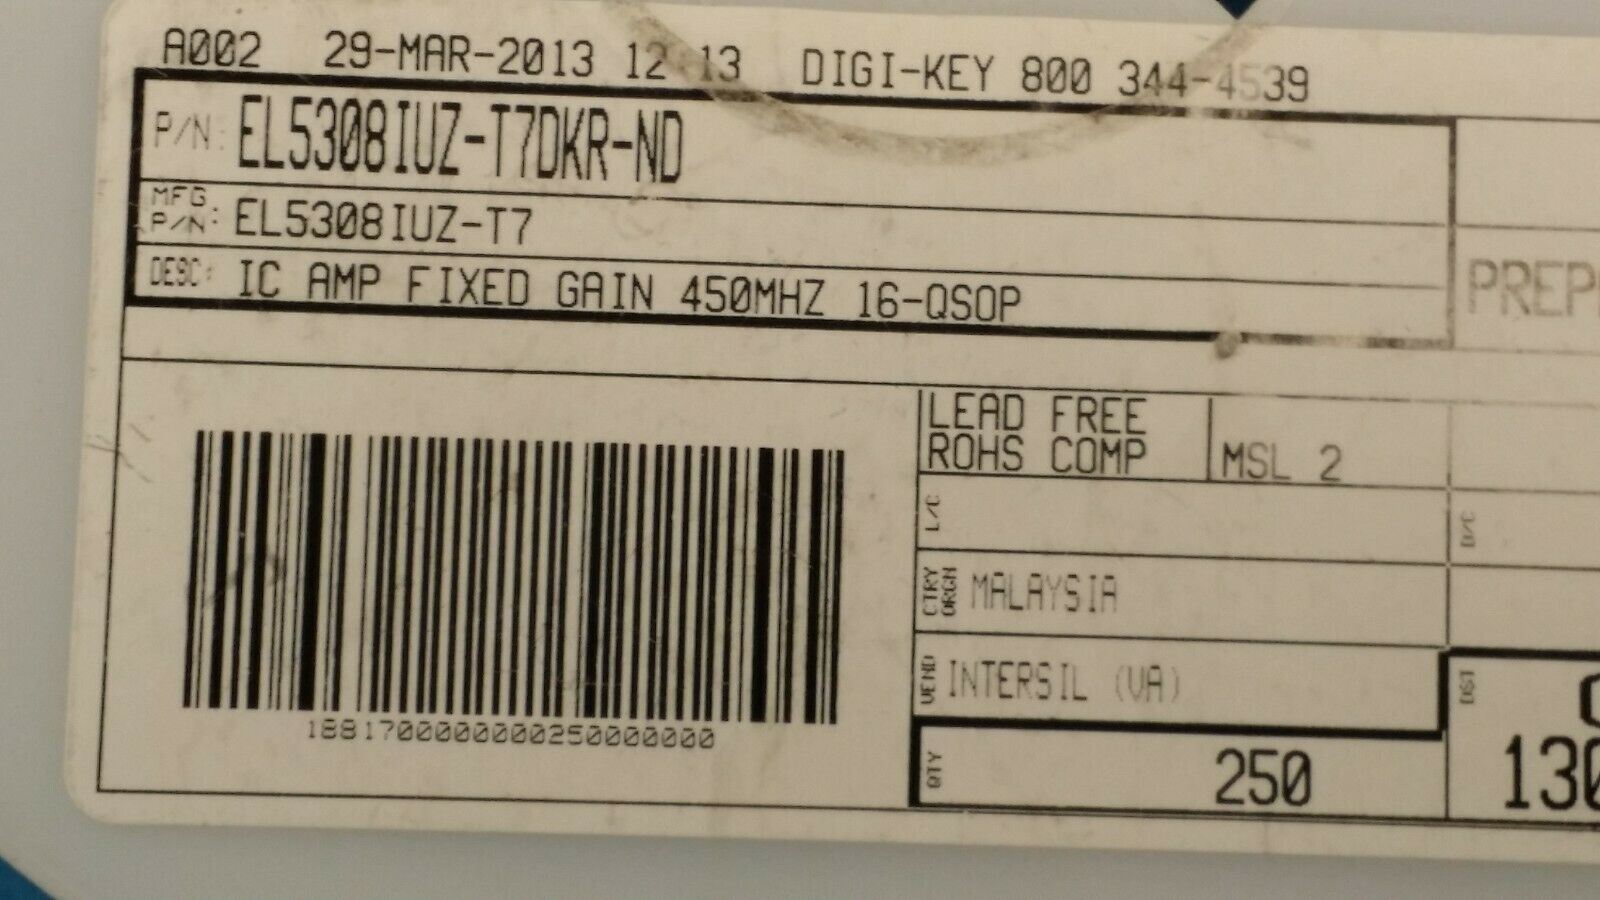 A002 29-MAR-2013 12:13 DIGI-KEY 800 344-4539
P/N: EL5308IUZ-T7DKR-ND
MFG P/N: EL5308IUZ-T7
DESC: IC AMP FIXED GAIN 450MHZ 16-QSOP
PREP
LEAD FREE
ROHS COMP
MSL 2
L/C
D/C
CTRY ORGN MALAYSIA
VEND INTERSIL (VA)
QTY 250
130
1881700000000250000000